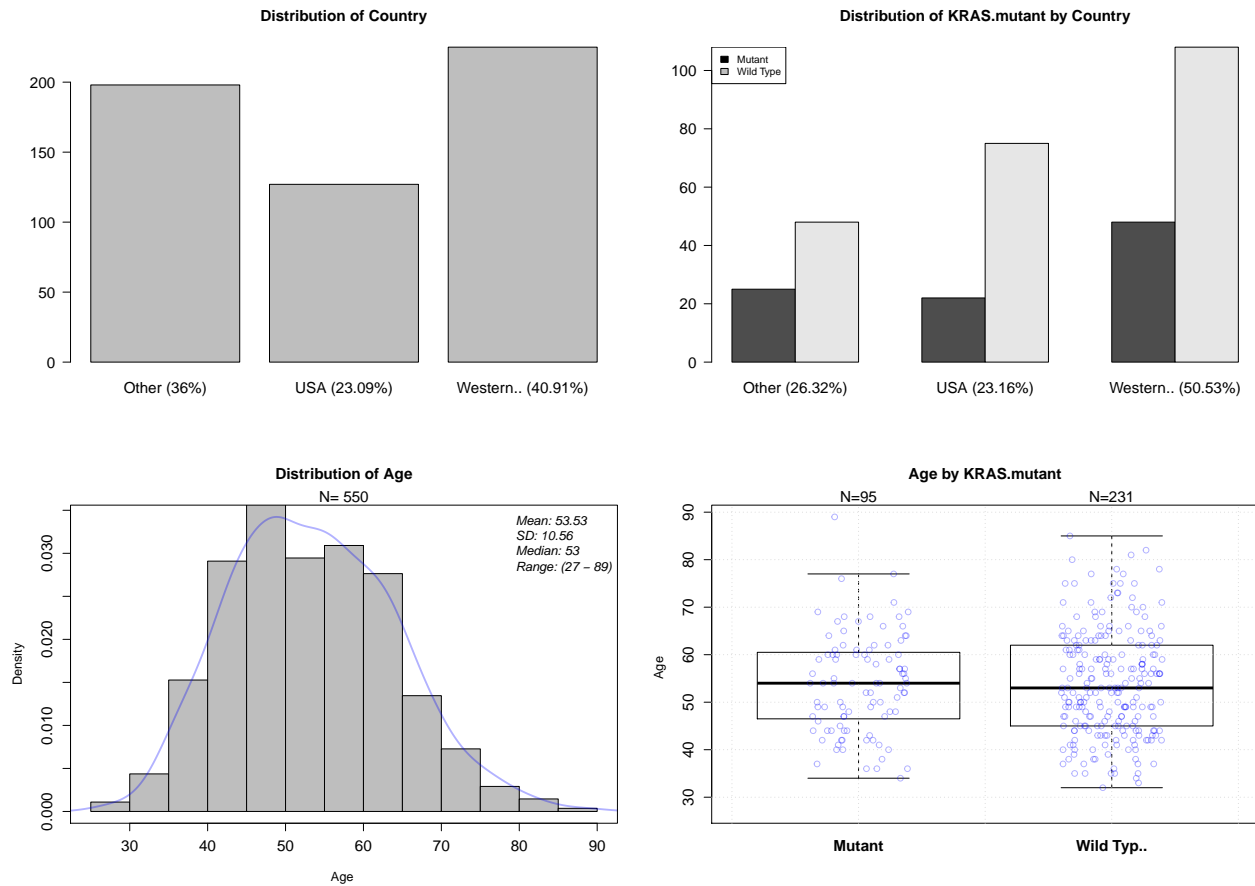 Distribution of Country
200
150
100
50
0
Other (36%)
USA (23.09%)
Western.. (40.91%)
Distribution of KRAS.mutant by Country
Mutant
Wild Type
100
80
60
40
20
0
Other (26.32%)
USA (23.16%)
Western.. (50.53%)
Distribution of Age
N= 550
Mean: 53.53
SD: 10.56
Median: 53
Range: (27 − 89)
Density
0.030
0.020
0.010
0.000
30
40
50
60
70
80
90
Age
Age by KRAS.mutant
N=95
N=231
Age
90
80
70
60
50
40
30
Mutant
Wild Typ..